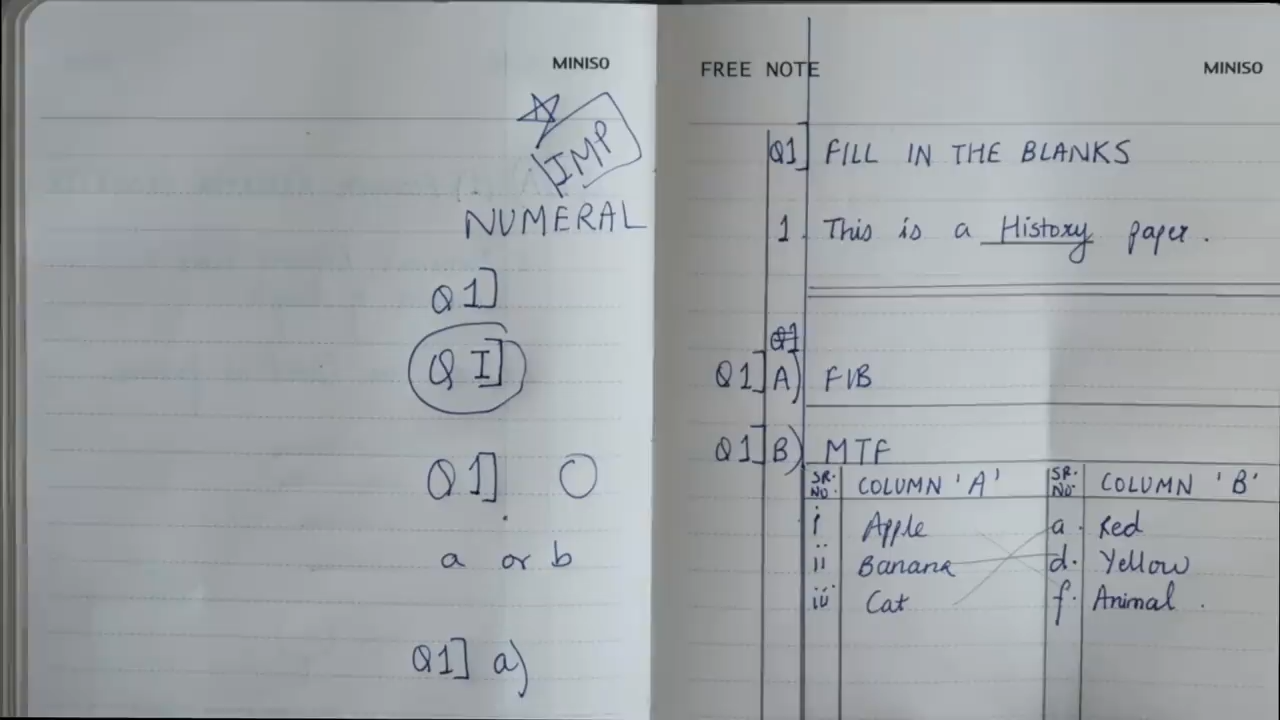 MINISO
IMP
NUMERAL
Q1]
Q I]
Q1]
a or b
Q1] a)
FREE NOTE MINISO
Q1] FILL IN THE BLANKS
1. This is a History paper.
Q1
Q1] A) FIB
Q1] B) MTF
SR. NO. COLUMN 'A' SR. NO. COLUMN 'B'
i Apple a. Red
ii Banana d. Yellow
iii Cat f. Animal.